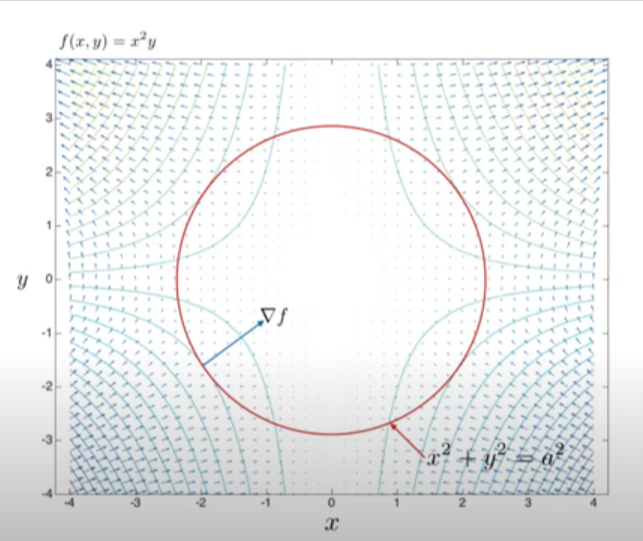 f(x, y) = x²y
4
3
2
1
0
-1
-2
-3
-4
y
∇f
x² + y² = a²
-4 -3 -2 -1 0 1 2 3 4
x